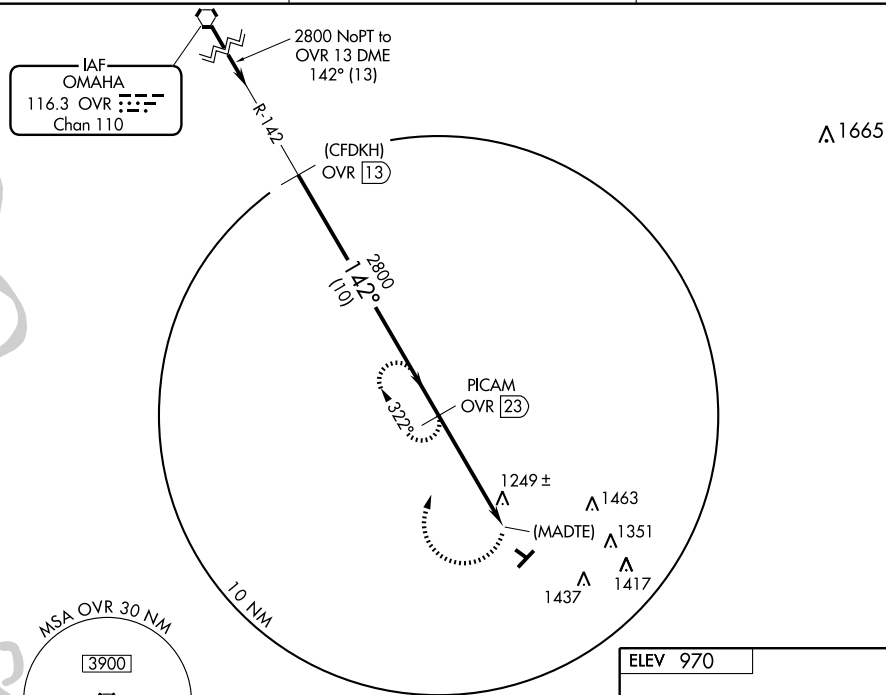 IAF
OMAHA
116.3 OVR
Chan 110
2800 NoPT to
OVR 13 DME
142° (13)
R-142
(CFDKH)
OVR 13
1665
2800
142°
(10)
PICAM
OVR 23
322°
1249 ±
1463
(MADTE)
1351
1417
1437
10 NM
MSA OVR 30 NM
3900
ELEV 970